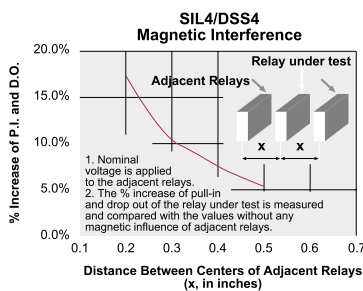 SIL4/DSS4
Magnetic Interference
20.0%
15.0%
10.0%
5.0%
0.0%
% Increase of P.I. and D.O.
Relay under test
Adjacent Relays
x
x
1. Nominal
voltage is applied
to the adjacent relays.
2. The % increase of pull-in
and drop out of the relay under test is measured
and compared with the values without any
magnetic influence of adjacent relays.
0.1 0.2 0.3 0.4 0.5 0.6 0.7
Distance Between Centers of Adjacent Relays
(x, in inches)